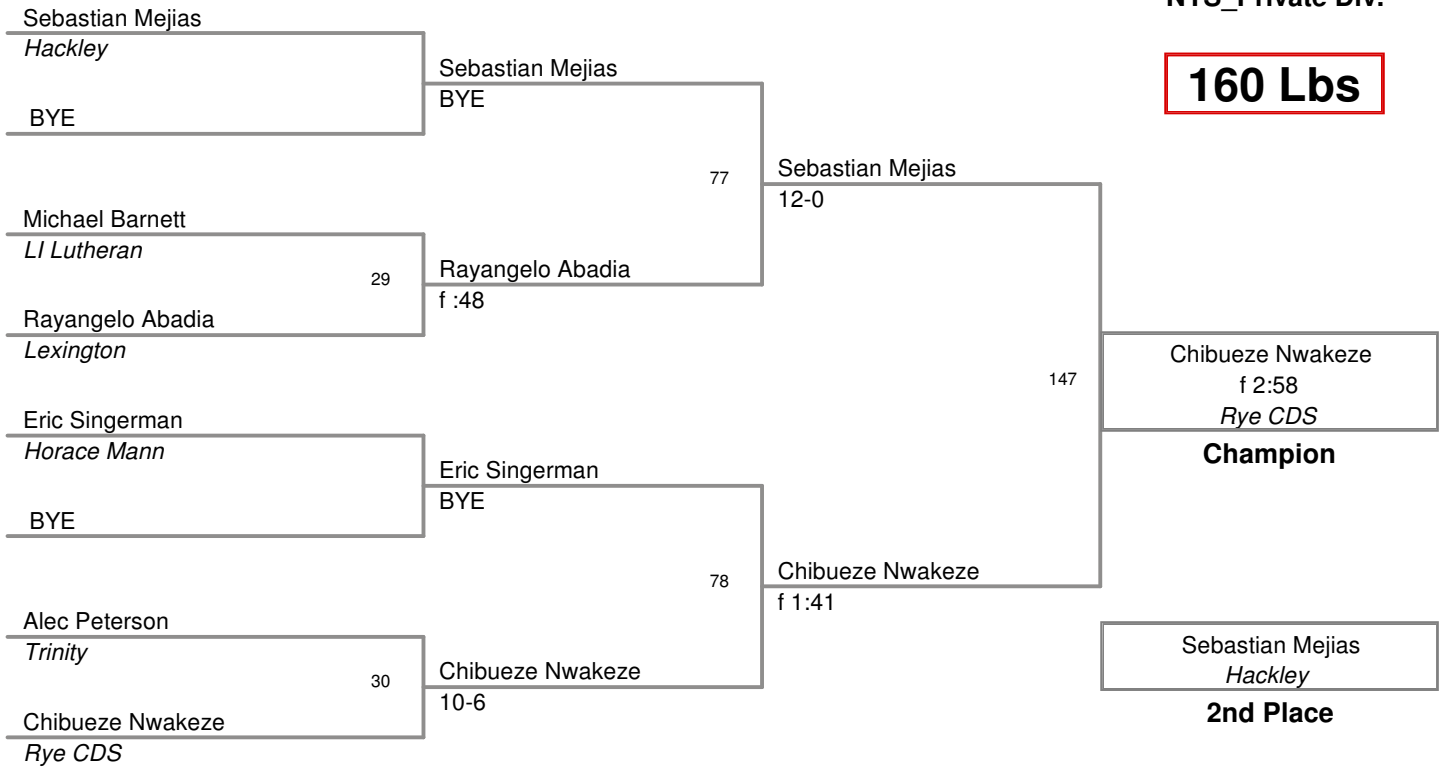 NYS_Private Div.
160 Lbs
Sebastian Mejias
Hackley
BYE
Michael Barnett
LI Lutheran
29
Rayangelo Abadia
Lexington
Eric Singerman
Horace Mann
BYE
Alec Peterson
Trinity
30
Chibueze Nwakeze
Rye CDS
Sebastian Mejias
BYE
77
Rayangelo Abadia
f :48
Eric Singerman
BYE
78
Chibueze Nwakeze
10-6
Sebastian Mejias
12-0
147
Chibueze Nwakeze
f 1:41
Chibueze Nwakeze
f 2:58
Rye CDS
Champion
Sebastian Mejias
Hackley
2nd Place